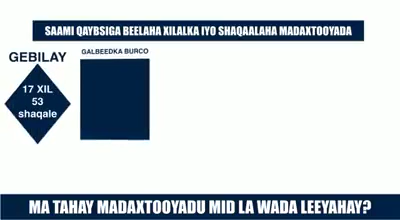 SAAMI QAYBSIGA BEELAHA XILALKA IYO SHAQAALAHA MADAXTOOYADA
GEBILAY
17 XIL
53
shaqale
GALBEEDKA BURCO
MA TAHAY MADAXTOOYADU MID LA WADA LEEYAHAY?